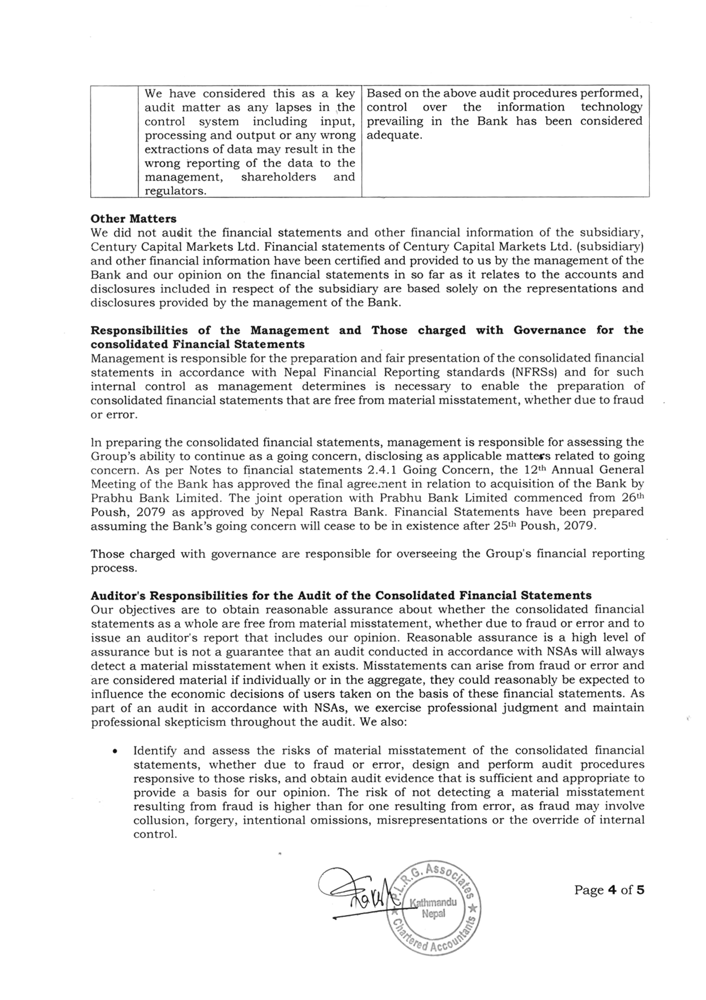 We have considered this as a key
audit matter as any lapses in the
control system including input,
processing and output or any wrong
extractions of data may result in the
wrong reporting of the data to the
management, shareholders and
regulators.
Based on the above audit procedures performed,
control over the information technology
prevailing in the Bank has been considered
adequate.
Other Matters
We did not audit the financial statements and other financial information of the subsidiary,
Century Capital Markets Ltd. Financial statements of Century Capital Markets Ltd. (subsidiary)
and other financial information have been certified and provided to us by the management of the
Bank and our opinion on the financial statements in so far as it relates to the accounts and
disclosures included in respect of the subsidiary are based solely on the representations and
disclosures provided by the management of the Bank.
Responsibilities of the Management and Those charged with Governance for the
consolidated Financial Statements
Management is responsible for the preparation and fair presentation of the consolidated financial
statements in accordance with Nepal Financial Reporting standards (NFRSs) and for such
internal control as management determines is necessary to enable the preparation of
consolidated financial statements that are free from material misstatement, whether due to fraud
or error.
In preparing the consolidated financial statements, management is responsible for assessing the
Group's ability to continue as a going concern, disclosing as applicable matters related to going
concern. As per Notes to financial statements 2.4.1 Going Concern, the 12th Annual General
Meeting of the Bank has approved the final agreement in relation to acquisition of the Bank by
Prabhu Bank Limited. The joint operation with Prabhu Bank Limited commenced from 26th
Poush, 2079 as approved by Nepal Rastra Bank. Financial Statements have been prepared
assuming the Bank's going concern will cease to be in existence after 25th Poush, 2079.
Those charged with governance are responsible for overseeing the Group's financial reporting
process.
Auditor's Responsibilities for the Audit of the Consolidated Financial Statements
Our objectives are to obtain reasonable assurance about whether the consolidated financial
statements as a whole are free from material misstatement, whether due to fraud or error and to
issue an auditor's report that includes our opinion. Reasonable assurance is a high level of
assurance but is not a guarantee that an audit conducted in accordance with NSAs will always
detect a material misstatement when it exists. Misstatements can arise from fraud or error and
are considered material if individually or in the aggregate, they could reasonably be expected to
influence the economic decisions of users taken on the basis of these financial statements. As
part of an audit in accordance with NSAs, we exercise professional judgment and maintain
professional skepticism throughout the audit. We also:
• Identify and assess the risks of material misstatement of the consolidated financial
statements, whether due to fraud or error, design and perform audit procedures
responsive to those risks, and obtain audit evidence that is sufficient and appropriate to
provide a basis for our opinion. The risk of not detecting a material misstatement
resulting from fraud is higher than for one resulting from error, as fraud may involve
collusion, forgery, intentional omissions, misrepresentations or the override of internal
control.
P.L.R.G. Associates
Kathmandu
Nepal
Chartered Accountants
Page 4 of 5